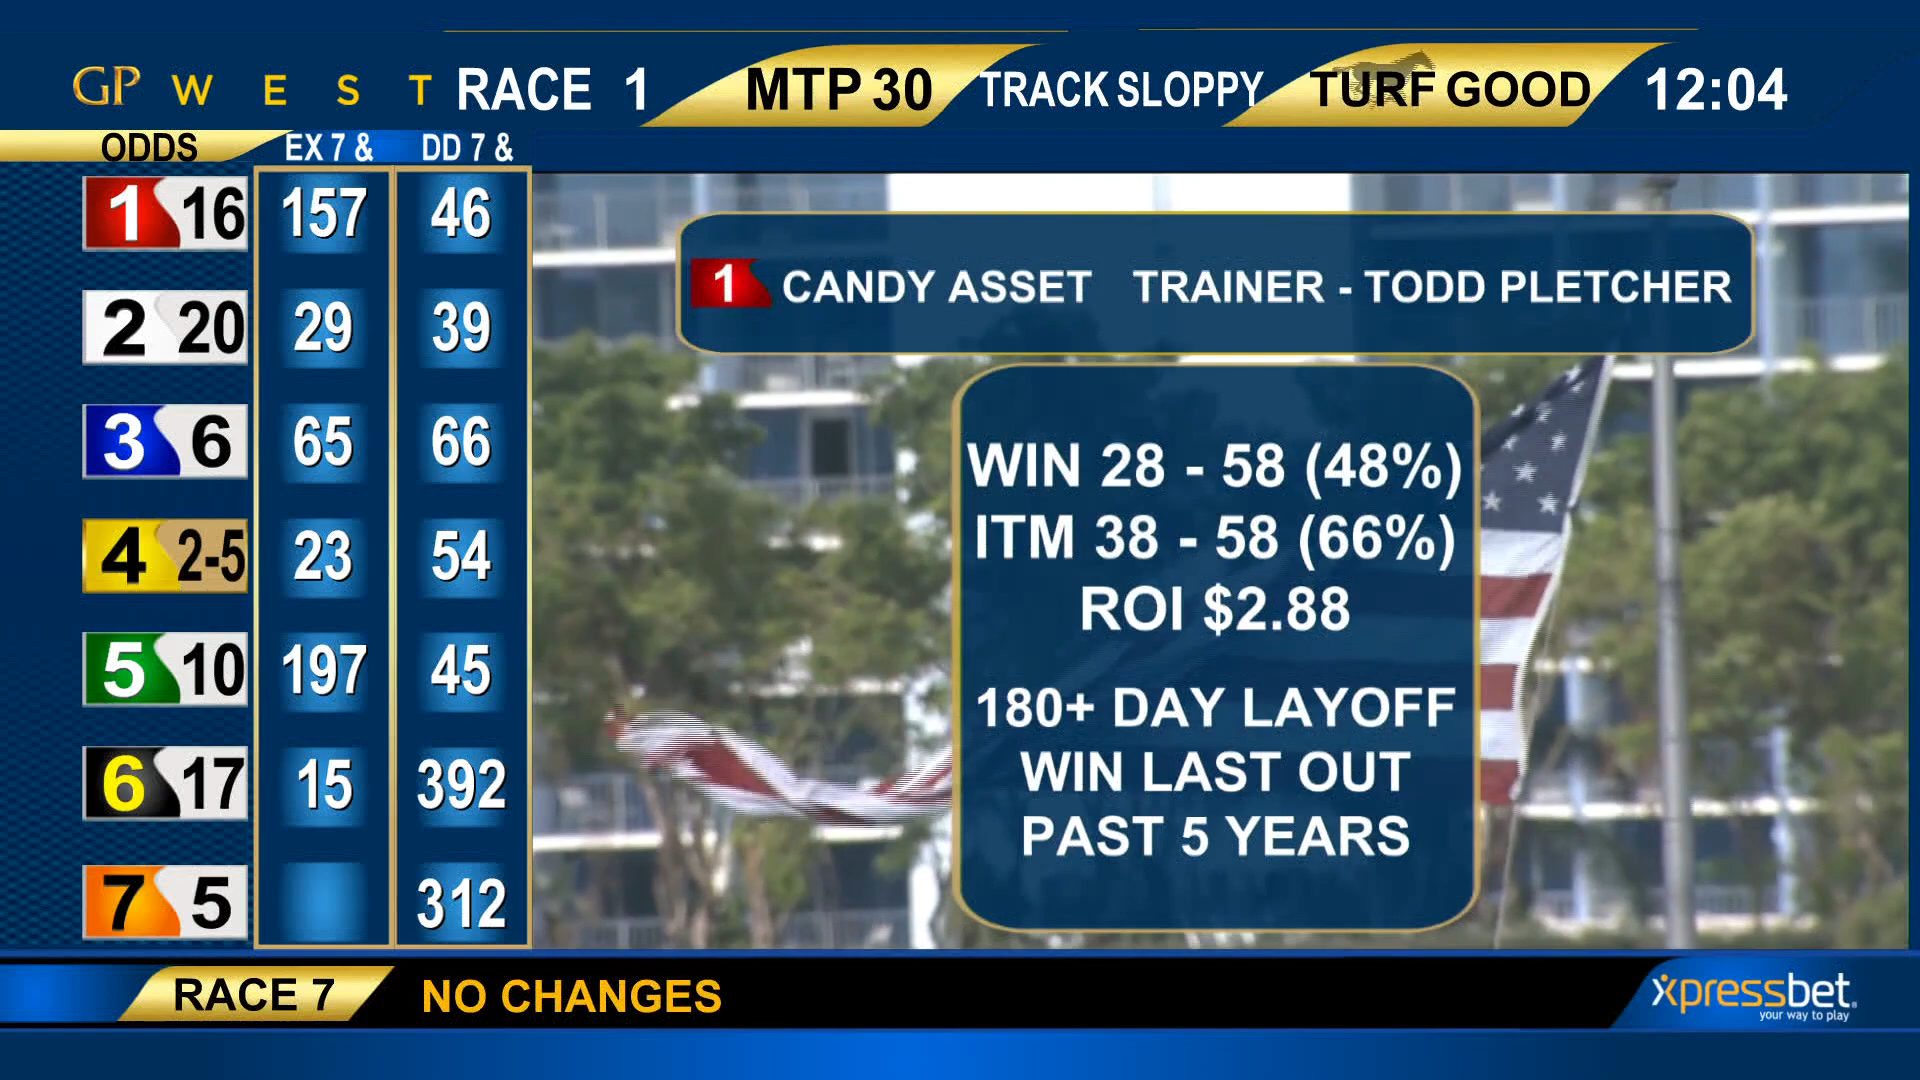 GP WEST RACE 1 MTP 30 TRACK SLOPPY TURF GOOD 12:04
ODDS EX 7 & DD 7 &
1 16 157 46
2 20 29 39
3 6 65 66
4 2-5 23 54
5 10 197 45
6 17 15 392
7 5 312
1 CANDY ASSET TRAINER - TODD PLETCHER
WIN 28 - 58 (48%)
ITM 38 - 58 (66%)
ROI $2.88
180+ DAY LAYOFF
WIN LAST OUT
PAST 5 YEARS
RACE 7 NO CHANGES
xpressbet.
your way to play